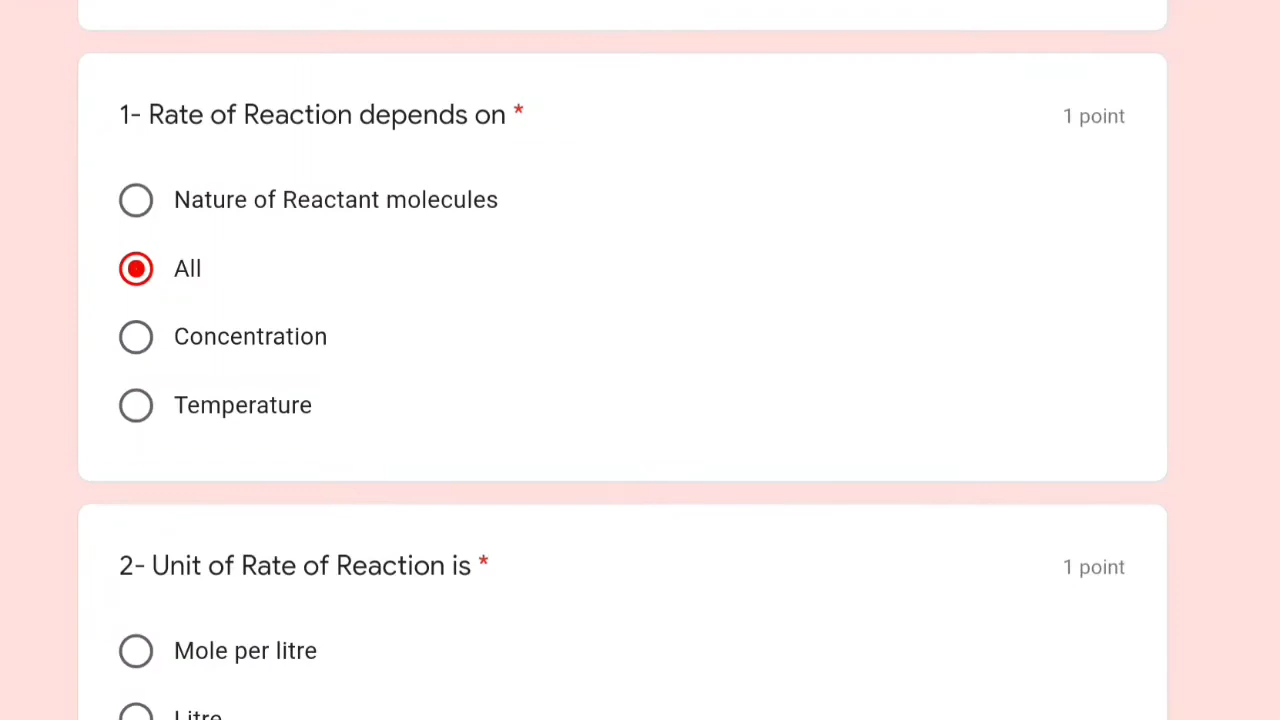 1- Rate of Reaction depends on *
1 point
Nature of Reactant molecules
All
Concentration
Temperature
2- Unit of Rate of Reaction is *
1 point
Mole per litre
Litre